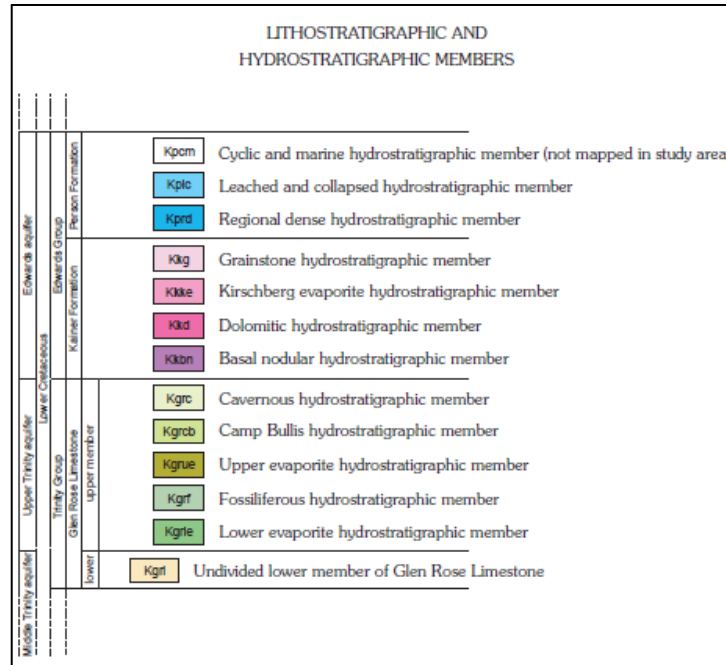 LITHOSTRATIGRAPHIC AND
HYDROSTRATIGRAPHIC MEMBERS
Edwards aquifer
Upper Trinity aquifer
Middle Trinity aquifer
Lower Cretaceous
Edwards Group
Trinity Group
Person Formation
Kainer Formation
Glen Rose Limestone
upper member
lower
Kpcm Cyclic and marine hydrostratigraphic member (not mapped in study area
Kplc Leached and collapsed hydrostratigraphic member
Kprd Regional dense hydrostratigraphic member
Kkg Grainstone hydrostratigraphic member
Kkke Kirschberg evaporite hydrostratigraphic member
Kkd Dolomitic hydrostratigraphic member
Kkbn Basal nodular hydrostratigraphic member
Kgrc Cavernous hydrostratigraphic member
Kgrcb Camp Bullis hydrostratigraphic member
Kgrue Upper evaporite hydrostratigraphic member
Kgrf Fossiliferous hydrostratigraphic member
Kgrle Lower evaporite hydrostratigraphic member
Kgrl Undivided lower member of Glen Rose Limestone